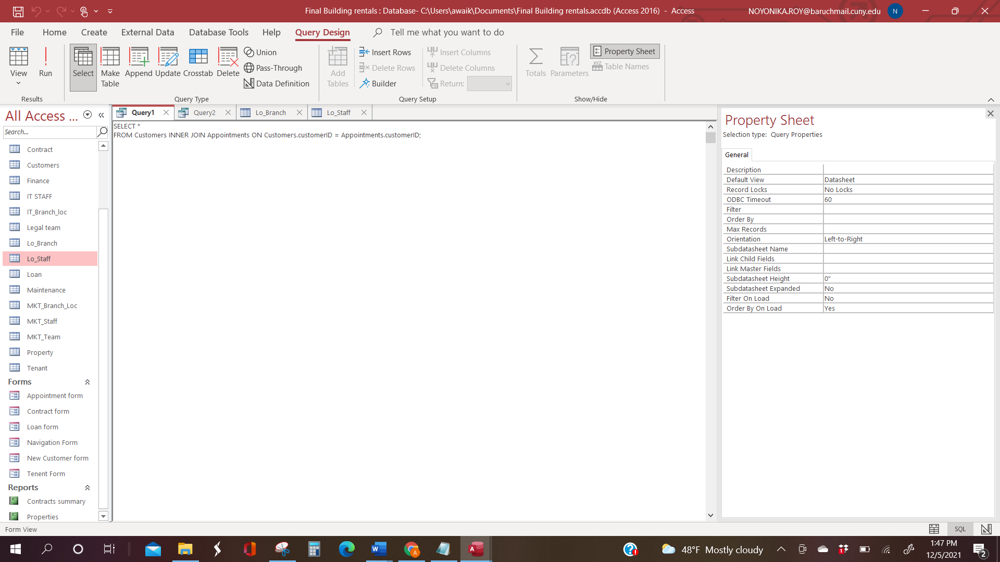 Final Building rentals : Database- C:\Users\awaik\Documents\Final Building rentals.accdb (Access 2016) - Access
NOYONIKA.ROY@baruchmail.cuny.edu
N
File Home Create External Data Database Tools Help Query Design Tell me what you want to do
View
Run
Results
Select
Make Table
Append
Update
Crosstab
Delete
Union
Pass-Through
Data Definition
Query Type
Add Tables
Insert Rows
Delete Rows
Builder
Insert Columns
Delete Columns
Return:
Query Setup
Totals
Parameters
Property Sheet
XYZ Table Names
Show/Hide
All Access ...
Search...
Contract
Customers
Finance
IT STAFF
IT_Branch_loc
Legal team
Lo_Branch
Lo_Staff
Loan
Maintenance
MKT_Branch_Loc
MKT_Staff
MKT_Team
Property
Tenant
Forms
Appointment form
Contract form
Loan form
Navigation Form
New Customer form
Tenent Form
Reports
Contracts summary
Properties
Query1 Query2 Lo_Branch Lo_Staff
SELECT *
FROM Customers INNER JOIN Appointments ON Customers.customerID = Appointments.customerID;
Property Sheet
Selection type: Query Properties
General
Description
Default View Datasheet
Record Locks No Locks
ODBC Timeout 60
Filter
Order By
Max Records
Orientation Left-to-Right
Subdatasheet Name
Link Child Fields
Link Master Fields
Subdatasheet Height 0"
Subdatasheet Expanded No
Filter On Load No
Order By On Load Yes
Form View
SQL
48°F Mostly cloudy
1:47 PM
12/5/2021
2